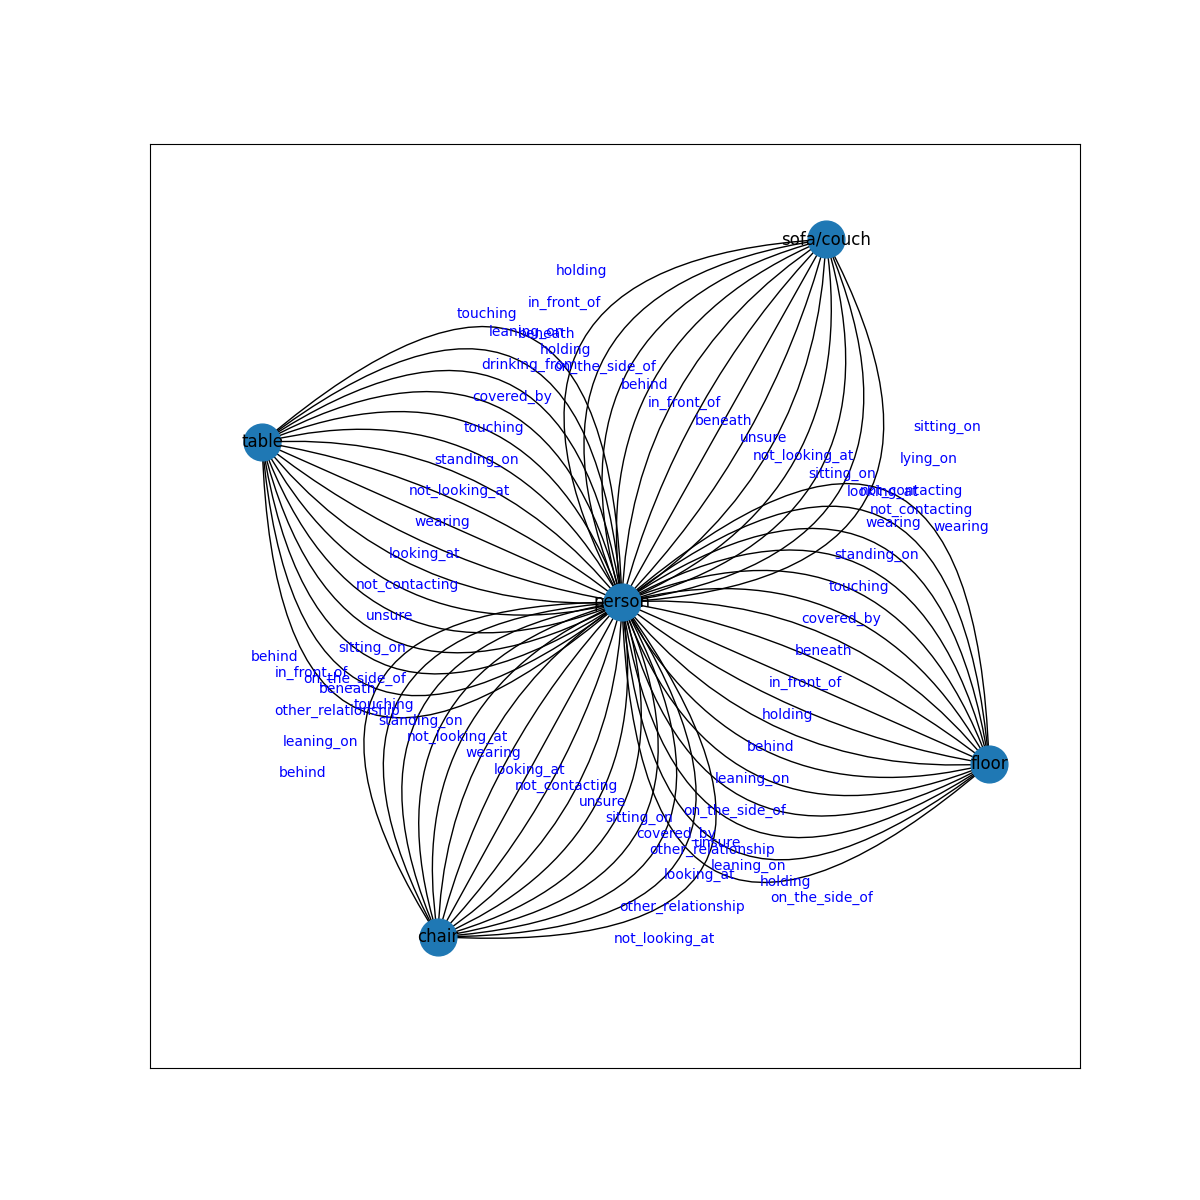 sofa/couch
holding
in_front_of
touching
leaning_on
beneath
holding
drinking_from
on_the_side_of
behind
covered_by
in_front_of
beneath
touching
sitting_on
unsure
table
not_looking_at
standing_on
lying_on
sitting_on
not_looking_at
looking_at
not_contacting
not_contacting
wearing
wearing
wearing
looking_at
standing_on
not_contacting
touching
person
unsure
covered_by
sitting_on
beneath
behind
in_front_of
on_the_side_of
in_front_of
beneath
touching
other_relationship
holding
standing_on
not_looking_at
leaning_on
behind
wearing
floor
looking_at
behind
leaning_on
not_contacting
unsure
on_the_side_of
sitting_on
covered_by
unsure
other_relationship
leaning_on
looking_at
holding
on_the_side_of
other_relationship
chair
not_looking_at